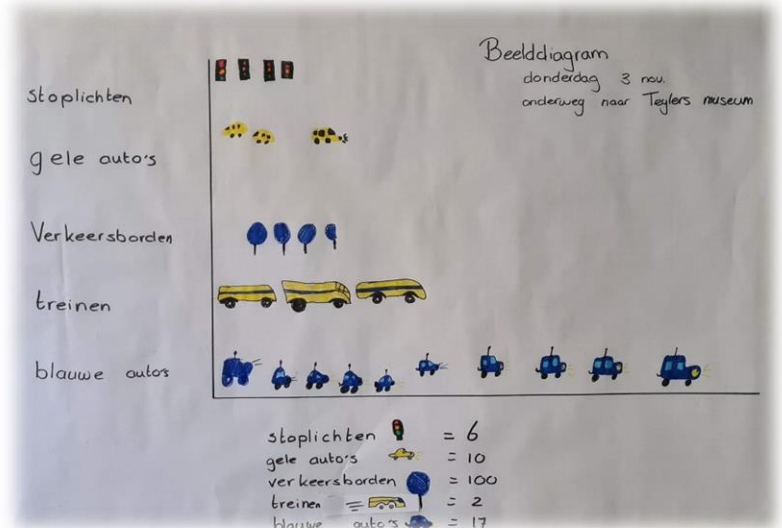 Beelddiagram
donderdag 3 nov.
onderweg naar Teylers museum
stoplichten
gele auto's
Verkeersborden
treinen
blauwe auto's
stoplichten = 6
gele auto's = 10
verkeersborden = 100
treinen = 2
blauwe auto's = 17